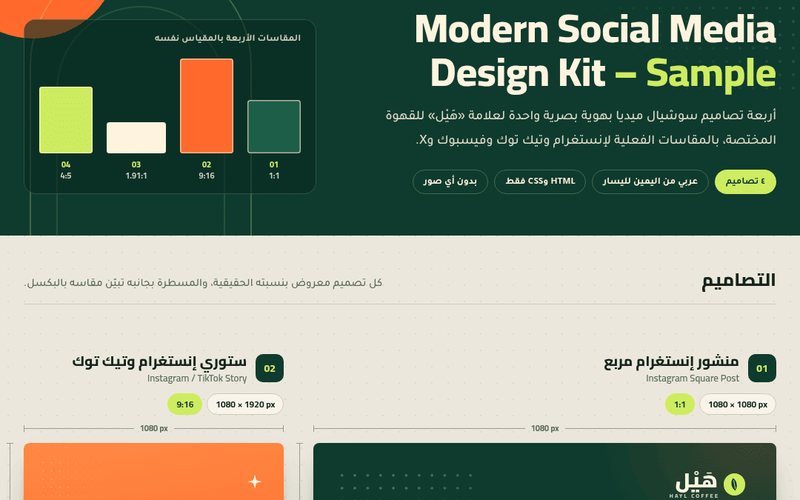 Modern Social Media
Design Kit – Sample
أربعة تصاميم سوشيال ميديا بهوية بصرية واحدة لعلامة «هَيْل» للقهوة
المختصة، بالمقاسات الفعلية لإنستغرام وتيك توك وفيسبوك وX.
٤ تصاميم
عربي من اليمين لليسار
HTML وCSS فقط
بدون أي صور
المقاسات الأربعة بالمقياس نفسه
01
1:1
02
9:16
03
1.91:1
04
4:5
التصاميم
كل تصميم معروض بنسبته الحقيقية، والمسطرة بجانبه تبيّن مقاسه بالبكسل.
01
منشور إنستغرام مربع
Instagram Square Post
1080 × 1080 px
1:1
1080 px
هَيْل
HAYL COFFEE
02
ستوري إنستغرام وتيك توك
Instagram / TikTok Story
1080 × 1920 px
9:16
1080 px